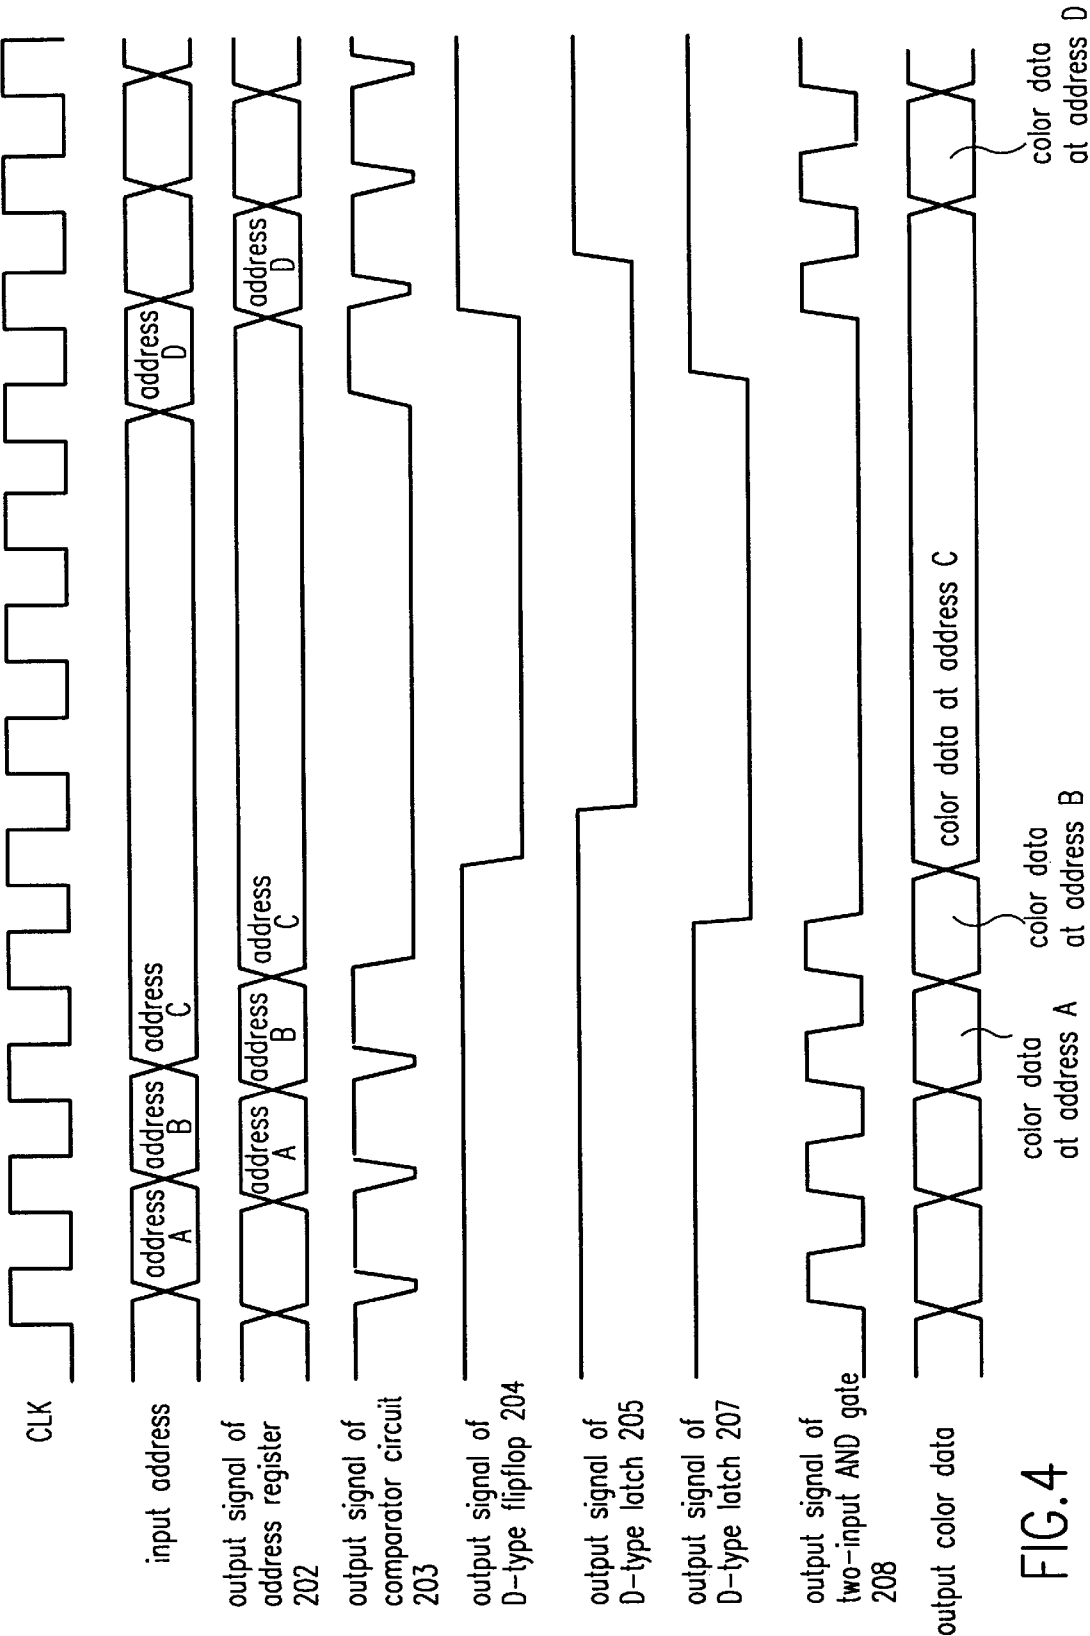 CLK
input address
address
A
address
B
address
C
address
D
output signal of
address register
202
address
A
address
B
address
C
address
D
output signal of
comparator circuit
203
output signal of
D-type flipflop 204
output signal of
D-type latch 205
output signal of
D-type latch 207
output signal of
two-input AND gate
208
output color data
color data at address C
color data
at address A
color data
at address B
color data
at address D
FIG.4